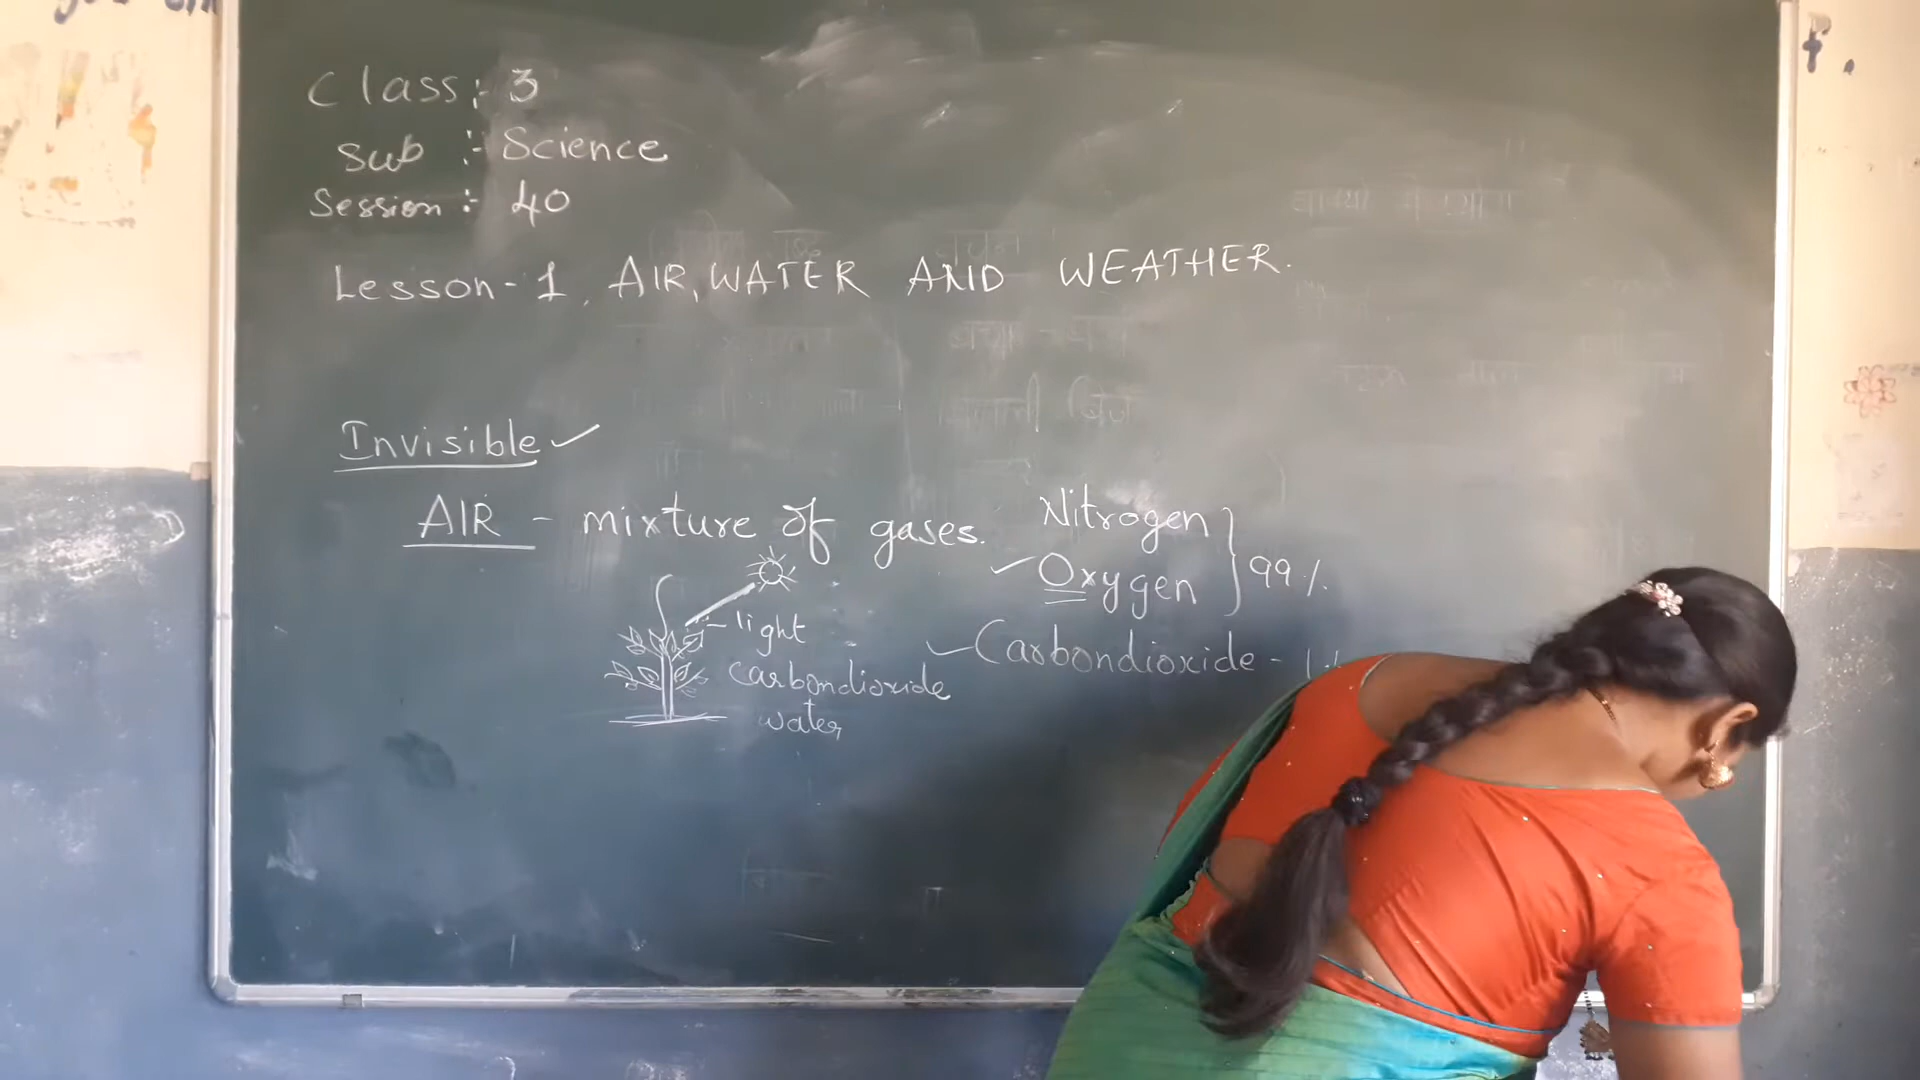 Class :- 3
Sub :- Science
Session :- 40
Lesson - 1, AIR, WATER AND WEATHER.
Invisible ✓
AIR - mixture of gases. Nitrogen
✓ Oxygen } 99 %.
light
✓ Carbondioxide -
carbondioxide
water